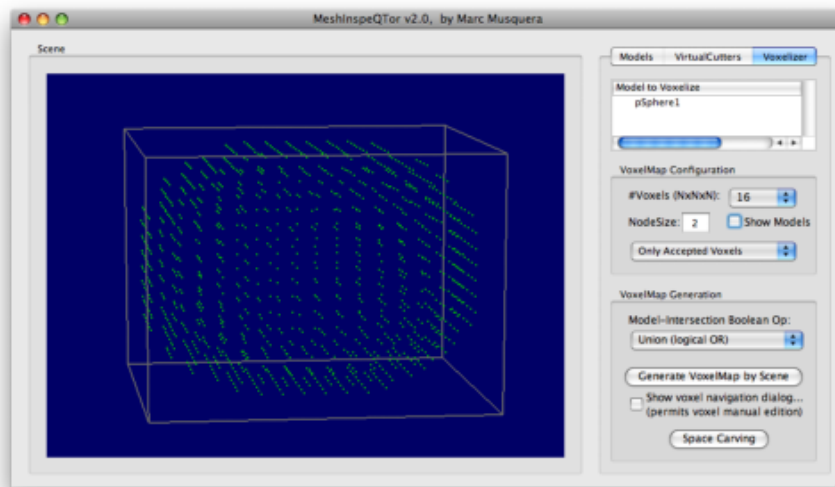 MeshInspeQTor v2.0, by Marc Musquera
Scene
Models VirtualCutters Voxelizer
Model to Voxelize
pSphere1
VoxelMap Configuration
#Voxels (NxNxN): 16
NodeSize: 2 Show Models
Only Accepted Voxels
VoxelMap Generation
Model-Intersection Boolean Op:
Union (logical OR)
Generate VoxelMap by Scene
Show voxel navigation dialog...
(permits voxel manual edition)
Space Carving